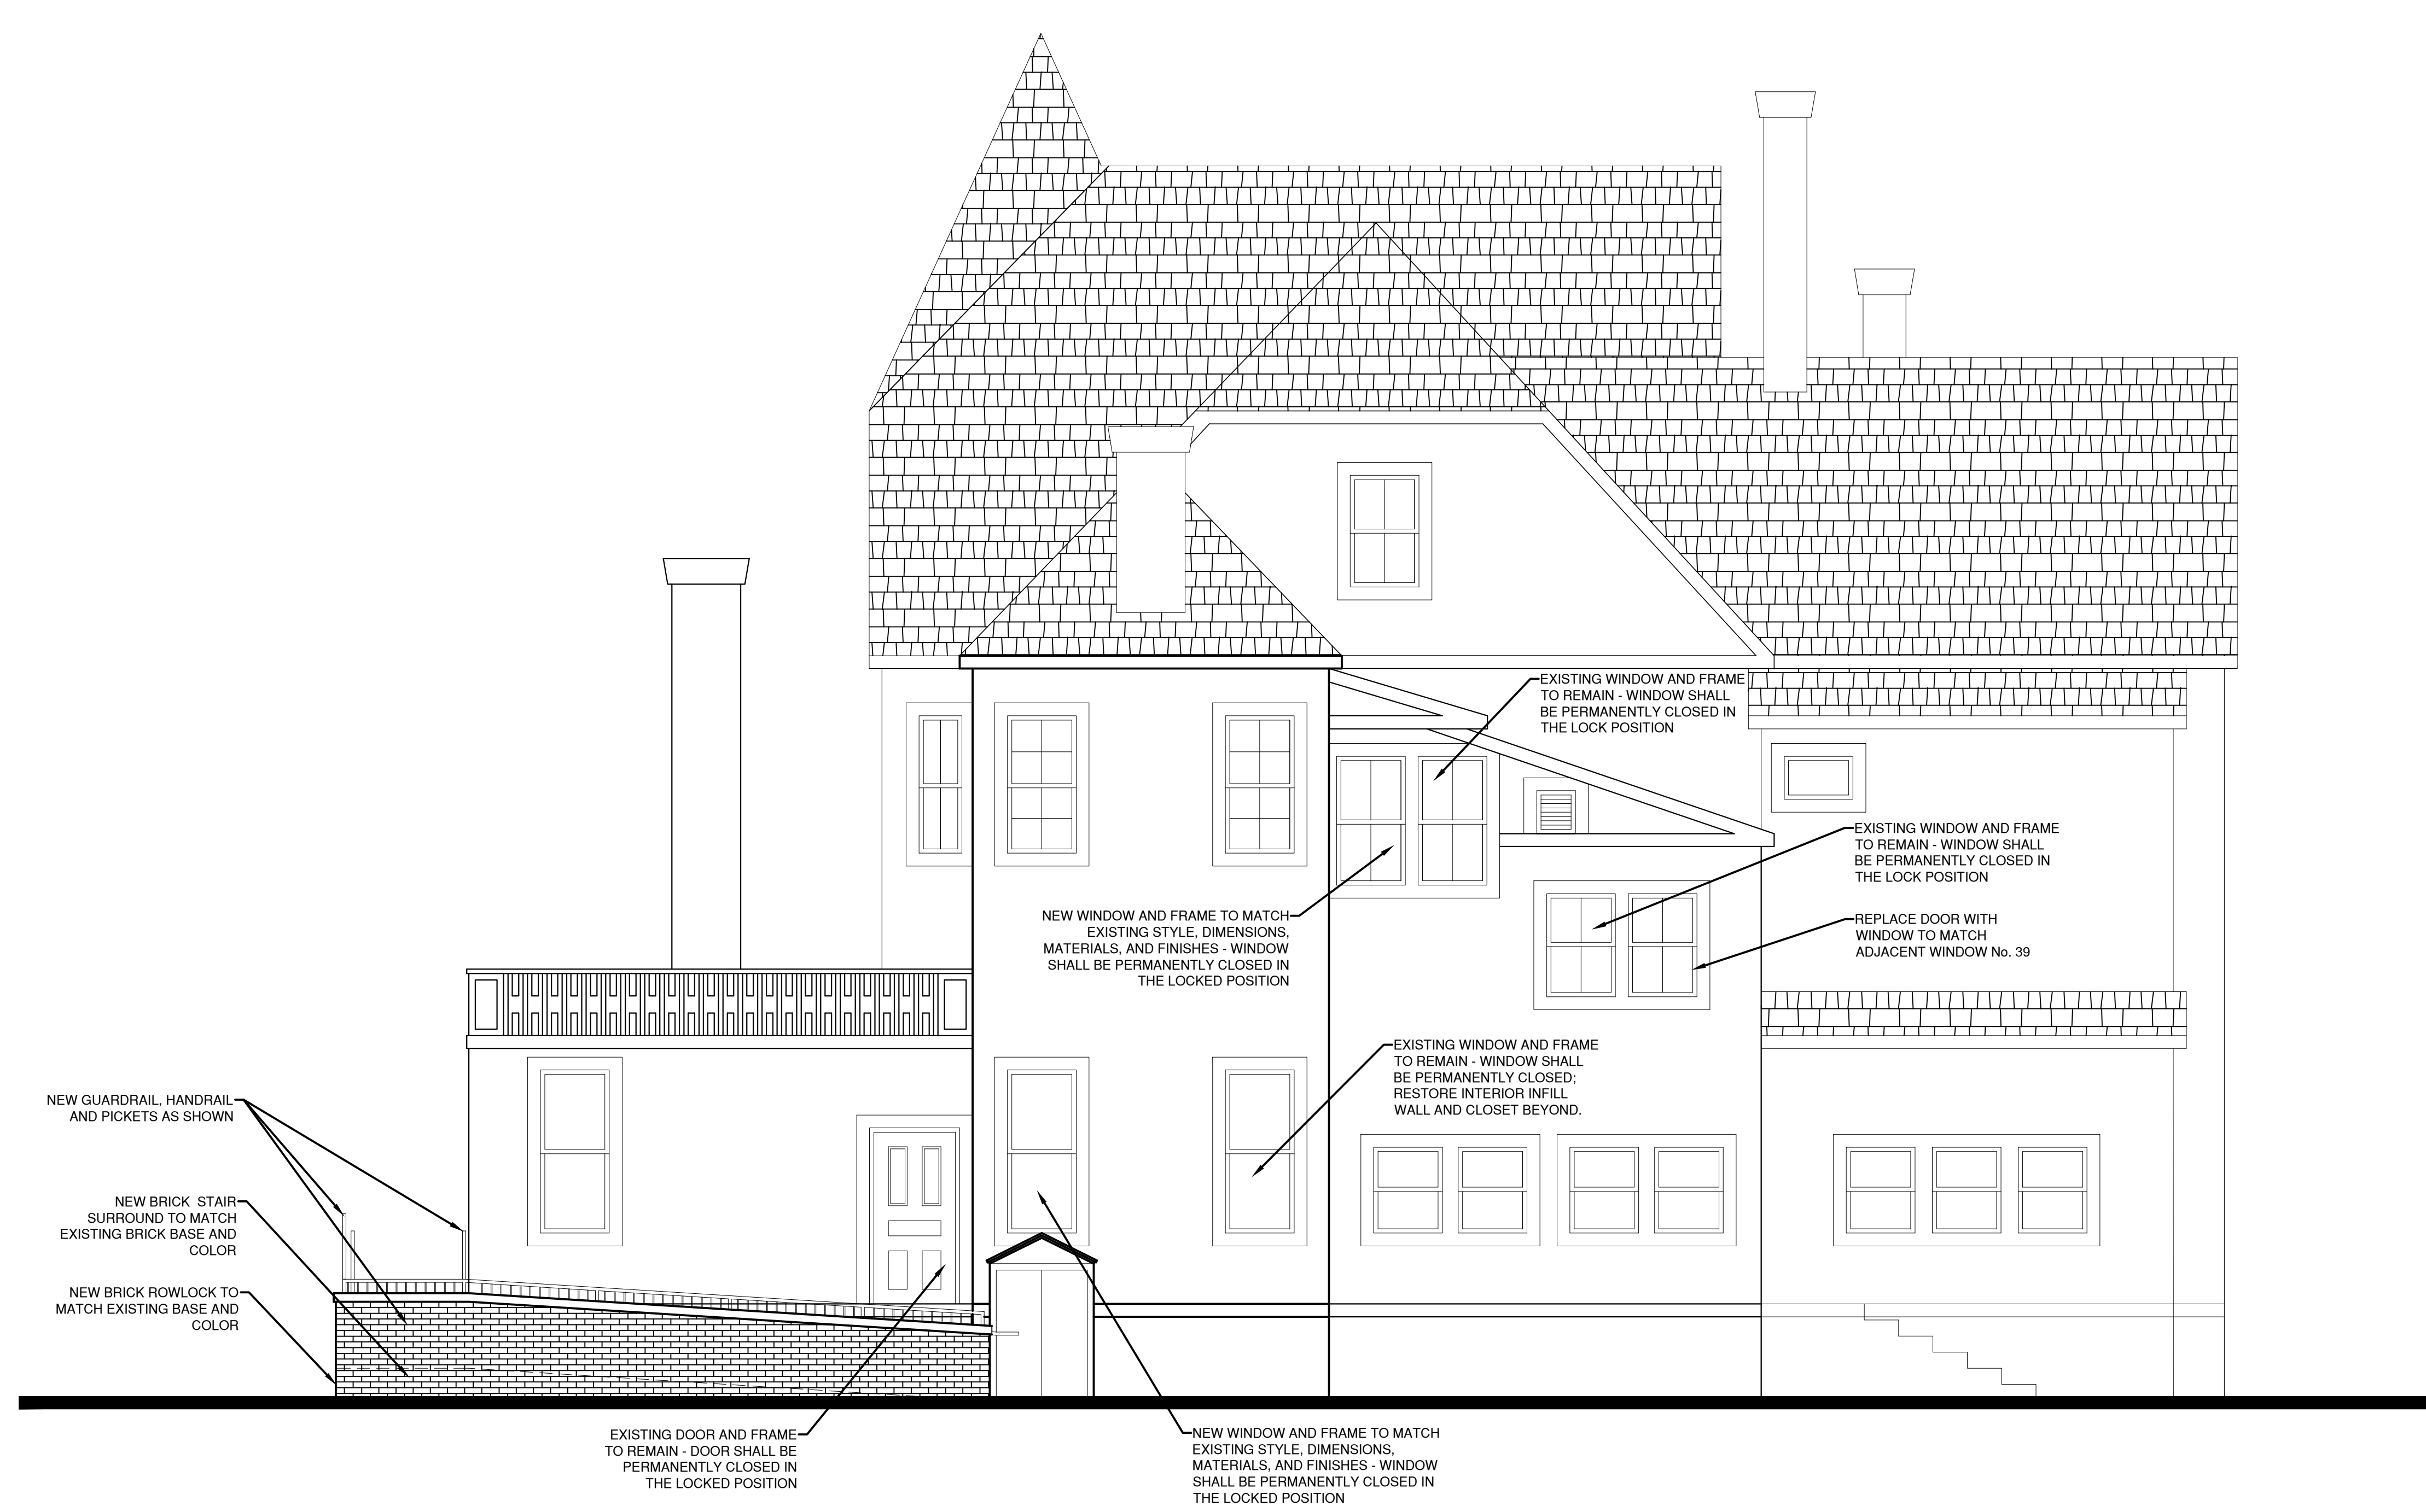 EXISTING WINDOW AND FRAME
TO REMAIN - WINDOW SHALL
BE PERMANENTLY CLOSED IN
THE LOCK POSITION
EXISTING WINDOW AND FRAME
TO REMAIN - WINDOW SHALL
BE PERMANENTLY CLOSED IN
THE LOCK POSITION
NEW WINDOW AND FRAME TO MATCH
EXISTING STYLE, DIMENSIONS,
MATERIALS, AND FINISHES - WINDOW
SHALL BE PERMANENTLY CLOSED IN
THE LOCKED POSITION
REPLACE DOOR WITH
WINDOW TO MATCH
ADJACENT WINDOW No. 39
EXISTING WINDOW AND FRAME
TO REMAIN - WINDOW SHALL
BE PERMANENTLY CLOSED;
RESTORE INTERIOR INFILL
WALL AND CLOSET BEYOND.
NEW GUARDRAIL, HANDRAIL
AND PICKETS AS SHOWN
NEW BRICK STAIR
SURROUND TO MATCH
EXISTING BRICK BASE AND
COLOR
NEW BRICK ROWLOCK TO
MATCH EXISTING BASE AND
COLOR
EXISTING DOOR AND FRAME
TO REMAIN - DOOR SHALL BE
PERMANENTLY CLOSED IN
THE LOCKED POSITION
NEW WINDOW AND FRAME TO MATCH
EXISTING STYLE, DIMENSIONS,
MATERIALS, AND FINISHES - WINDOW
SHALL BE PERMANENTLY CLOSED IN
THE LOCKED POSITION